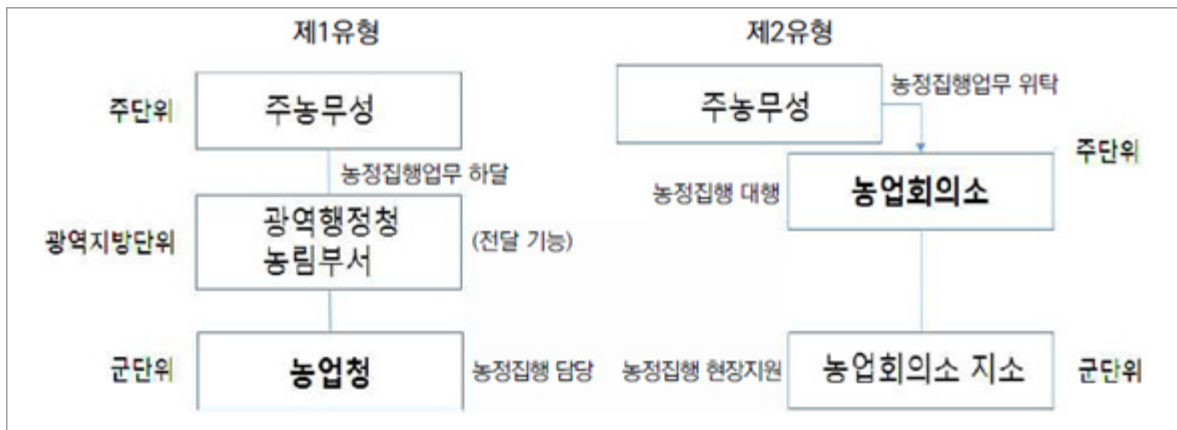 제1유형
주단위
주농무성
농정집행업무 하달
광역지방단위
광역행정청
농림부서
(전달 기능)
군단위
농업청
농정집행 담당
제2유형
주농무성
농정집행업무 위탁
주단위
농정집행 대행
농업회의소
농정집행 현장지원
농업회의소 지소
군단위